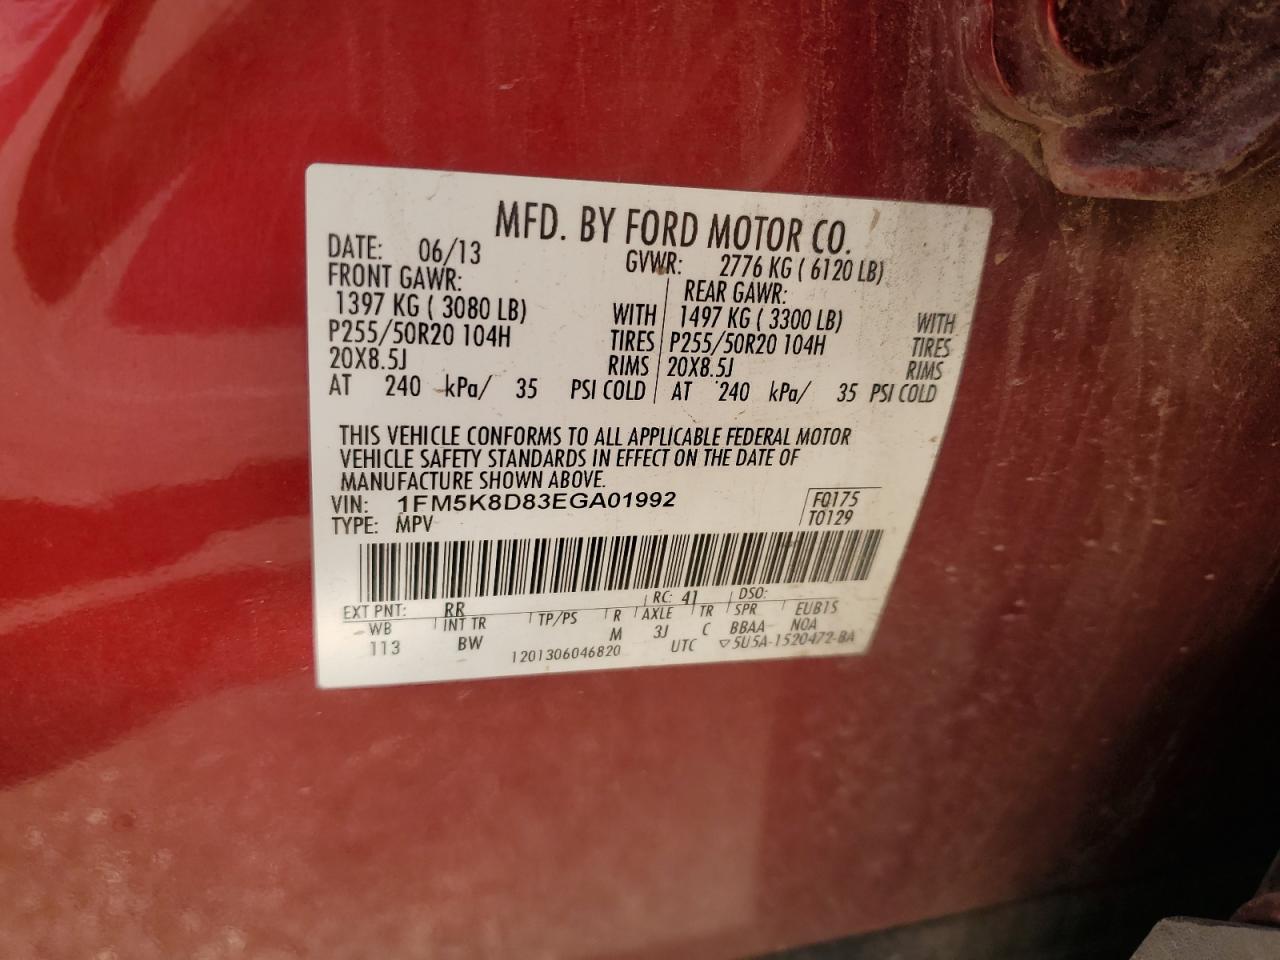 MFD. BY FORD MOTOR CO.
DATE: 06/13 GVWR: 2776 KG ( 6120 LB)
FRONT GAWR: REAR GAWR:
1397 KG ( 3080 LB) WITH 1497 KG ( 3300 LB) WITH
P255/50R20 104H TIRES P255/50R20 104H TIRES
20X8.5J RIMS 20X8.5J RIMS
AT 240 kPa/ 35 PSI COLD AT 240 kPa/ 35 PSI COLD
THIS VEHICLE CONFORMS TO ALL APPLICABLE FEDERAL MOTOR
VEHICLE SAFETY STANDARDS IN EFFECT ON THE DATE OF
MANUFACTURE SHOWN ABOVE.
VIN: 1FM5K8D83EGA01992 F0175
TYPE: MPV T0129
EXT PNT: RR RC: 41 DSO:
WB INT TR TP/PS R AXLE TR SPR EUB1S
113 BW M 3J C BBAA NOA
1201306046820 UTC ▽5U5A-1520472-BA